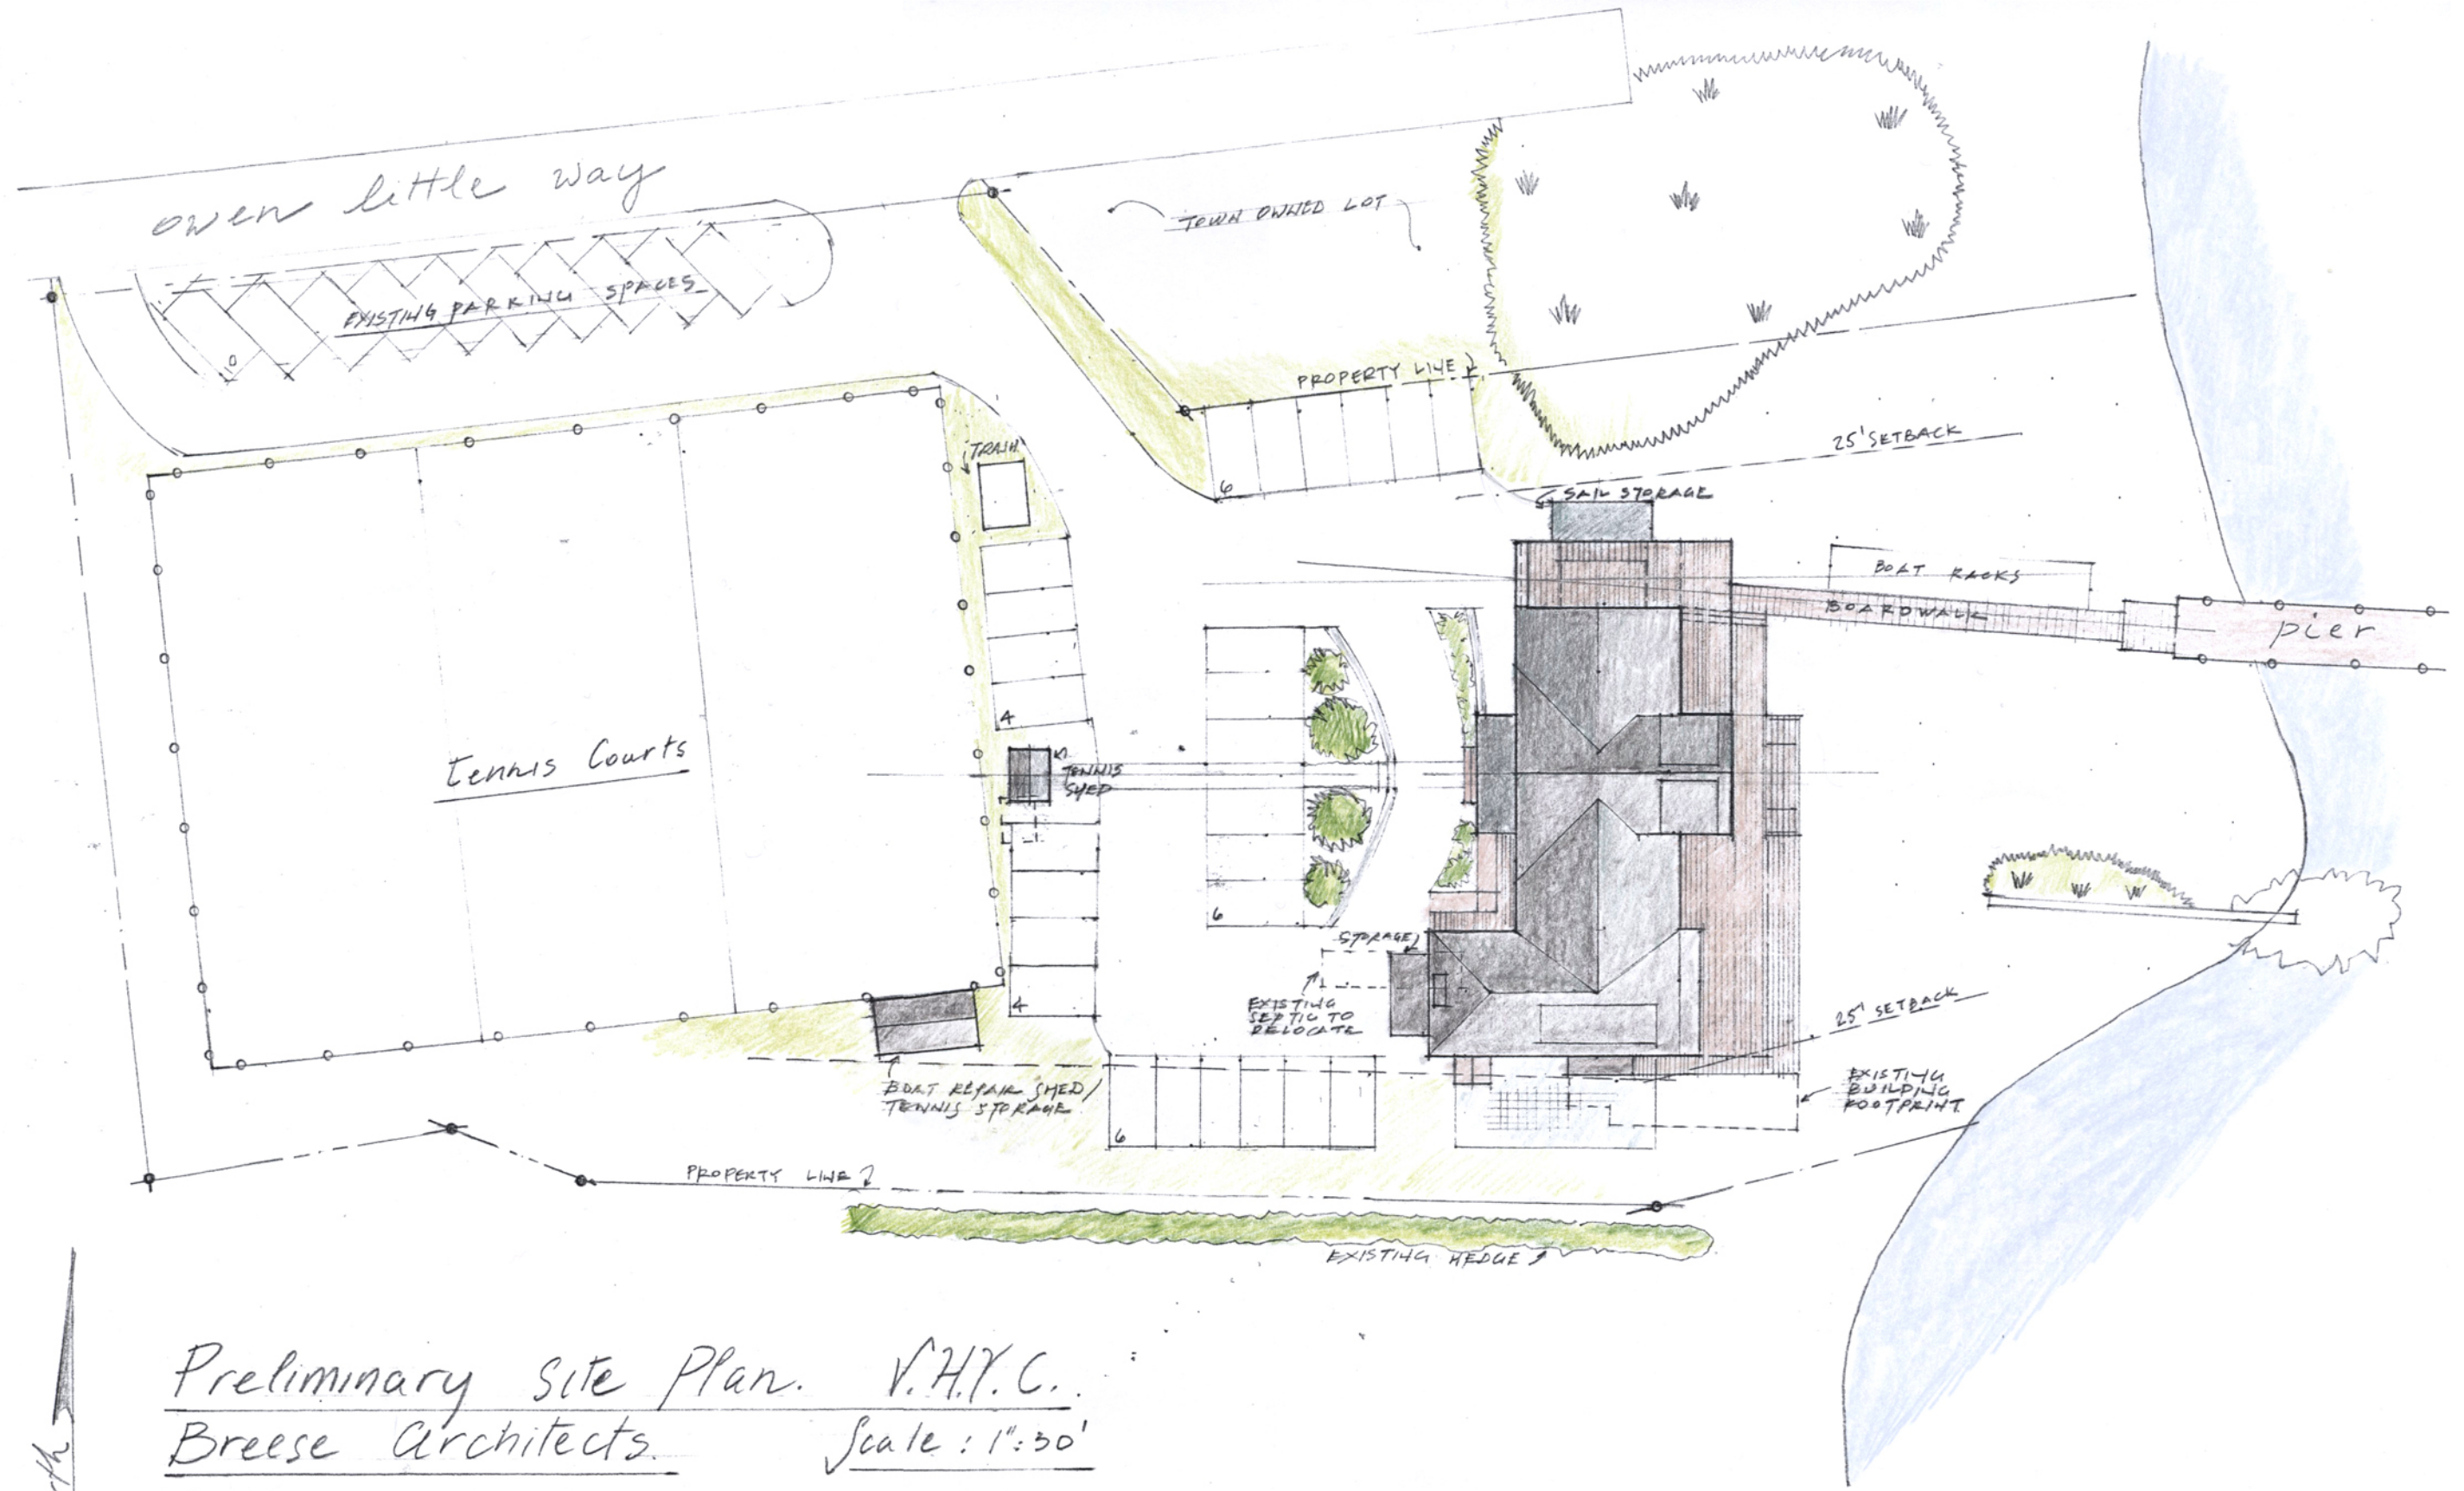 owen little way
EXISTING PARKING SPACES
TOWN OWNED LOT
PROPERTY LINE
25' SETBACK
TRASH
6
SAIL STORAGE
BOAT RACKS
BOARDWALK
pier
4
tennis Courts
TENNIS
SHED
6
STORAGE
EXISTING
SEPTIC TO
RELOCATE
4
25' SETBACK
BOAT REPAIR SHED/
TENNIS STORAGE
EXISTING
BUILDING
FOOTPRINT
6
PROPERTY LINE
EXISTING HEDGE
Preliminary Site Plan. V.H.Y.C.
Breese Architects. Scale: 1":30'